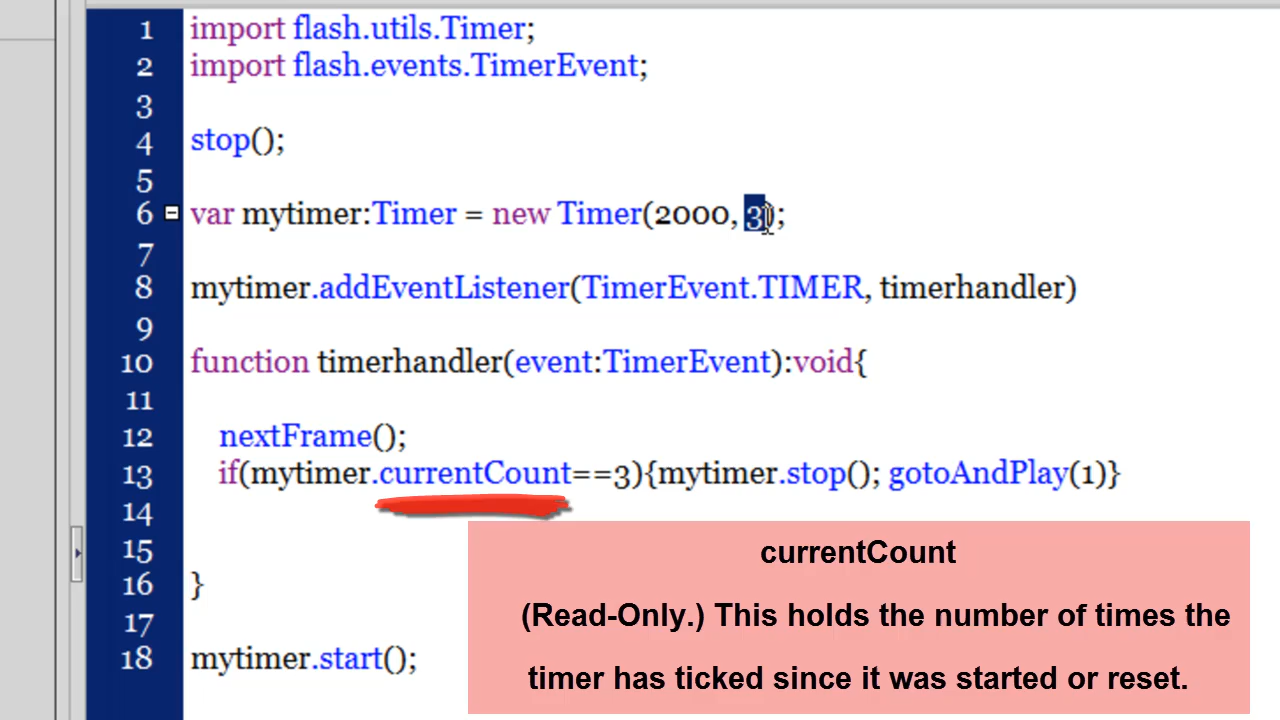 1 import flash.utils.Timer;
2 import flash.events.TimerEvent;
3
4 stop();
5
6 var mytimer:Timer = new Timer(2000, 3);
7
8 mytimer.addEventListener(TimerEvent.TIMER, timerhandler)
9
10 function timerhandler(event:TimerEvent):void{
11
12 nextFrame();
13 if(mytimer.currentCount==3){mytimer.stop(); gotoAndPlay(1)}
14
15
16 }
17
18 mytimer.start();
currentCount
(Read-Only.) This holds the number of times the
timer has ticked since it was started or reset.